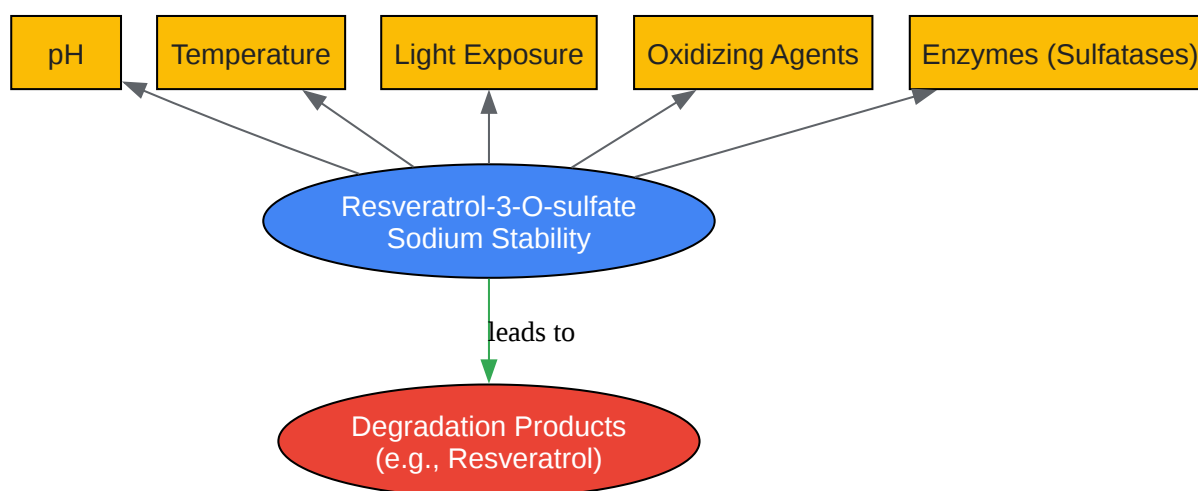 pH
Temperature
Light Exposure
Oxidizing Agents
Enzymes (Sulfatases)
Resveratrol-3-O-sulfate
Sodium Stability
leads to
Degradation Products
(e.g., Resveratrol)